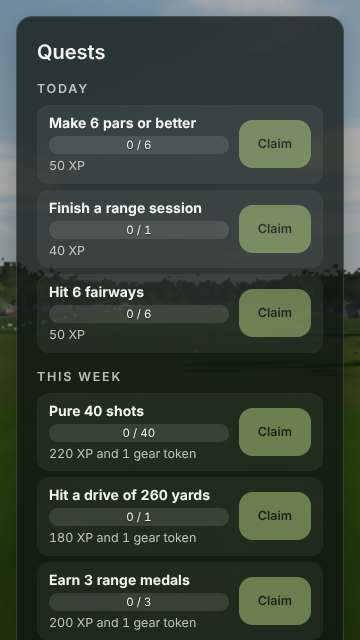 Quests
TODAY
Make 6 pars or better
0 / 6
Claim
50 XP
Finish a range session
0 / 1
Claim
40 XP
Hit 6 fairways
0 / 6
Claim
50 XP
THIS WEEK
Pure 40 shots
0 / 40
Claim
220 XP and 1 gear token
Hit a drive of 260 yards
0 / 1
Claim
180 XP and 1 gear token
Earn 3 range medals
0 / 3
Claim
200 XP and 1 gear token